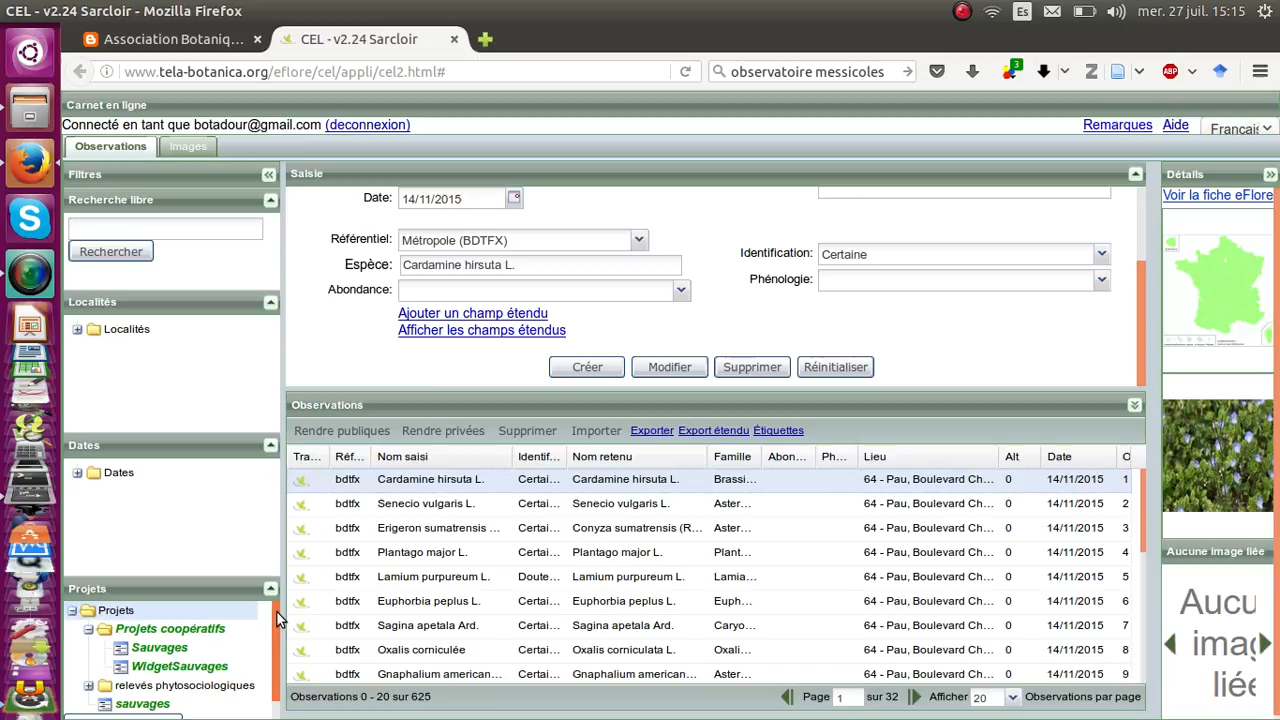 CEL - v2.24 Sarcloir - Mozilla Firefox
Es
mer. 27 juil. 15:15
Association Botaniq...
CEL - v2.24 Sarcloir
www.tela-botanica.org/eflore/cel/appli/cel2.html#
observatoire messicoles
3
ABP
Carnet en ligne
Connecté en tant que botadour@gmail.com (deconnexion)
Remarques
Aide
Francais
Observations
Images
Filtres
Recherche libre
Rechercher
Localités
Localités
Dates
Dates
Projets
Projets
Projets coopératifs
Sauvages
WidgetSauvages
relevés phytosociologiques
sauvages
Saisie
Date: 14/11/2015
Référentiel: Métropole (BDTFX)
Espèce: Cardamine hirsuta L.
Abondance:
Identification: Certaine
Phénologie:
Ajouter un champ étendu
Afficher les champs étendus
Créer
Modifier
Supprimer
Réinitialiser
Observations
Rendre publiques Rendre privées Supprimer Importer Exporter Export étendu Étiquettes
Tra... Réf... Nom saisi Identif... Nom retenu Famille Abon... Ph... Lieu Alt Date O
bdtfx Cardamine hirsuta L. Certai... Cardamine hirsuta L. Brassi... 64 - Pau, Boulevard Ch... 0 14/11/2015 1
bdtfx Senecio vulgaris L. Certai... Senecio vulgaris L. Aster... 64 - Pau, Boulevard Ch... 0 14/11/2015 2
bdtfx Erigeron sumatrensis ... Certai... Conyza sumatrensis (R... Aster... 64 - Pau, Boulevard Ch... 0 14/11/2015 3
bdtfx Plantago major L. Certai... Plantago major L. Plant... 64 - Pau, Boulevard Ch... 0 14/11/2015 4
bdtfx Lamium purpureum L. Doute... Lamium purpureum L. Lamia... 64 - Pau, Boulevard Ch... 0 14/11/2015 5
bdtfx Euphorbia peplus L. Certai... Euphorbia peplus L. Euph... 64 - Pau, Boulevard Ch... 0 14/11/2015 6
bdtfx Sagina apetala Ard. Certai... Sagina apetala Ard. Caryo... 64 - Pau, Boulevard Ch... 0 14/11/2015 7
bdtfx Oxalis corniculée Certai... Oxalis corniculata L. Oxali... 64 - Pau, Boulevard Ch... 0 14/11/2015 8
bdtfx Gnaphalium american... Certai... Gnaphalium american... Aster... 64 - Pau, Boulevard Ch... 0 14/11/2015 9
Observations 0 - 20 sur 625
Page 1 sur 32
Afficher 20 Observations par page
Détails
Voir la fiche eFlore
Aucune image liée
Aucu
imag
liée